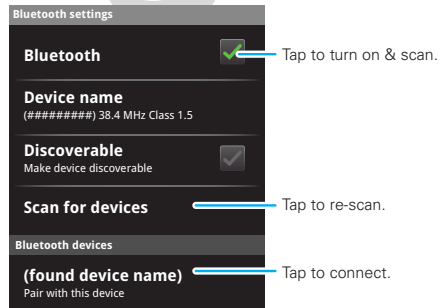 Bluetooth settings
Bluetooth
Tap to turn on & scan.
Device name
(#########) 38.4 MHz Class 1.5
Discoverable
Make device discoverable
Scan for devices
Tap to re-scan.
Bluetooth devices
(found device name)
Tap to connect.
Pair with this device